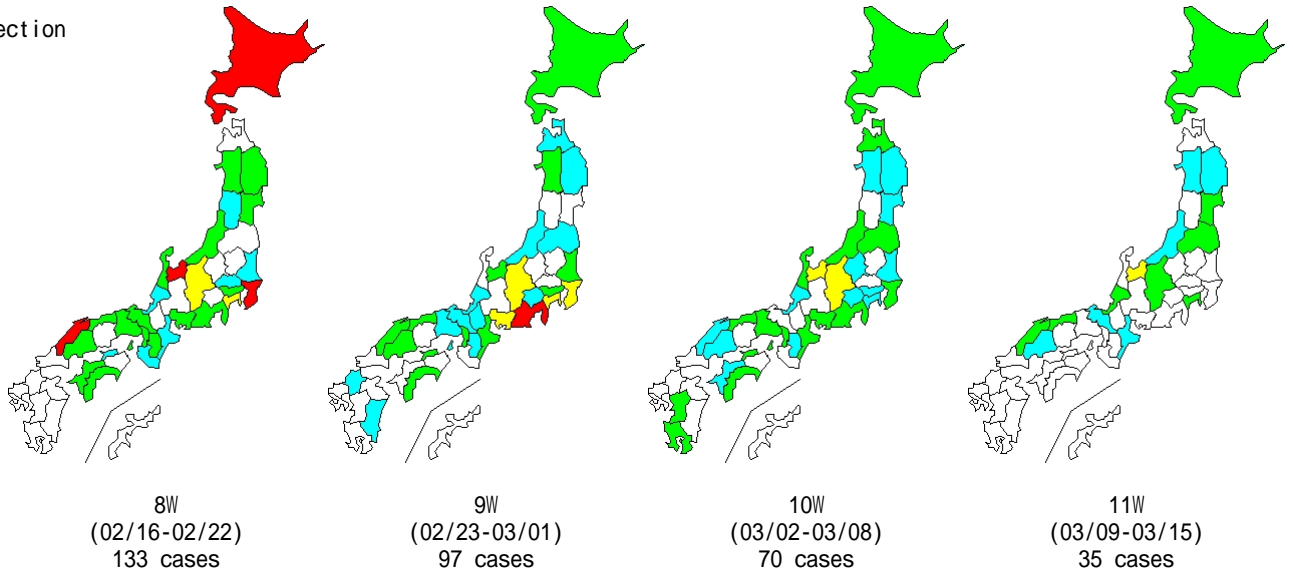 ection
8W
(02/16-02/22)
133 cases
9W
(02/23-03/01)
97 cases
10W
(03/02-03/08)
70 cases
11W
(03/09-03/15)
35 cases